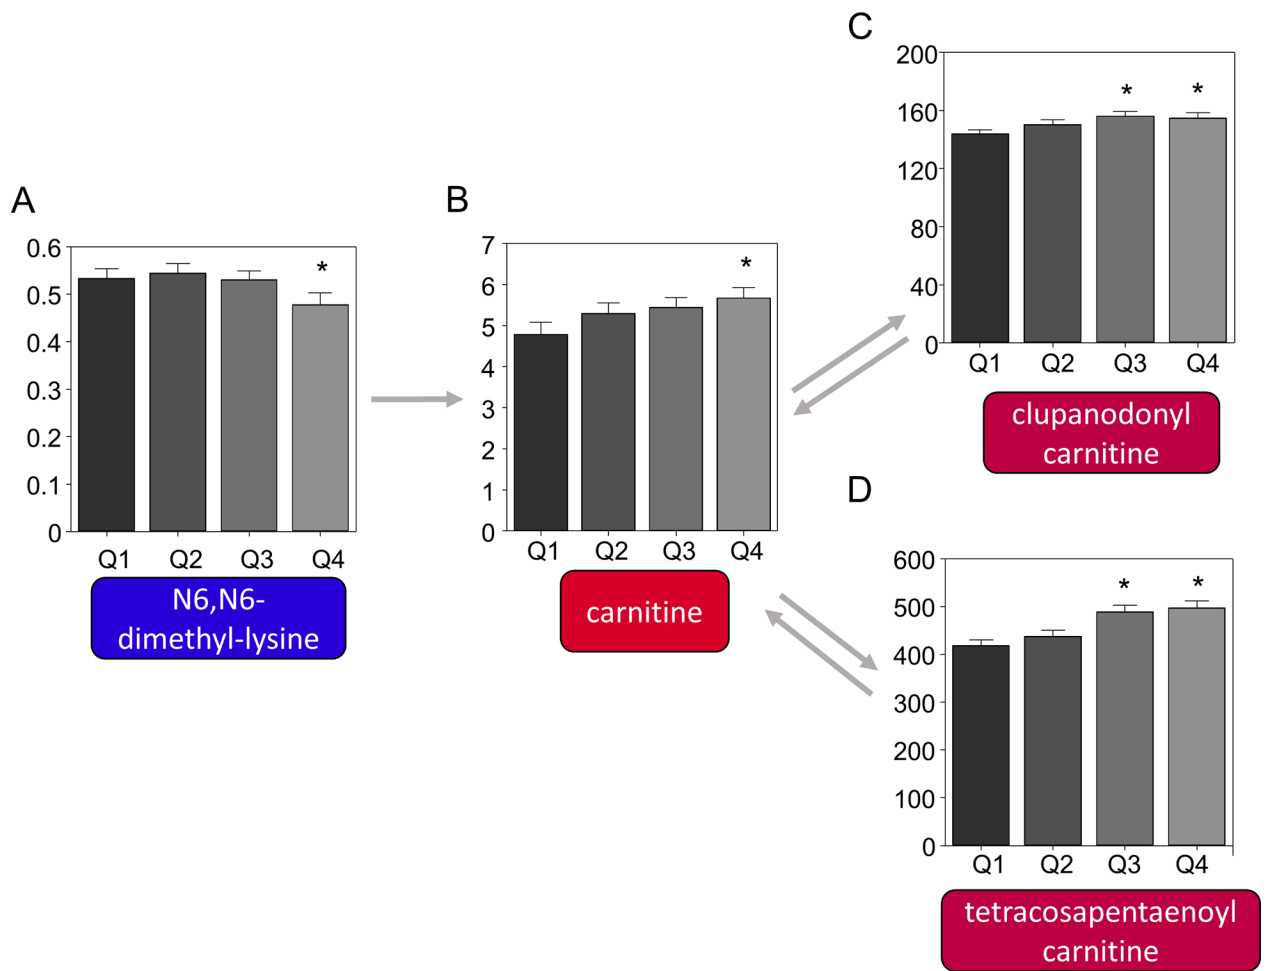 A
0.6
0.5
0.4
0.3
0.2
0.1
0
*
Q1 Q2 Q3 Q4
N6,N6-
dimethyl-lysine
B
7
6
5
4
3
2
1
0
*
Q1 Q2 Q3 Q4
carnitine
C
200
160
120
80
40
0
* *
Q1 Q2 Q3 Q4
clupanodonyl
carnitine
D
600
500
400
300
200
100
0
* *
Q1 Q2 Q3 Q4
tetracosapentaenoyl
carnitine